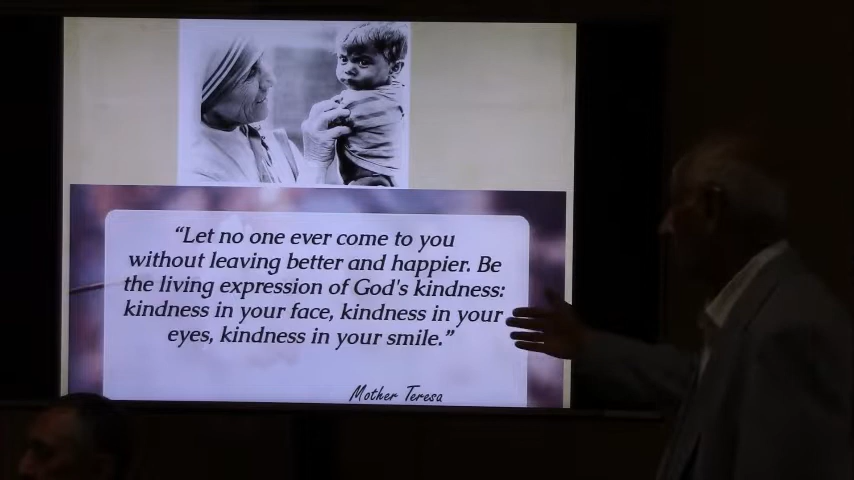 “Let no one ever come to you
without leaving better and happier. Be
the living expression of God's kindness:
kindness in your face, kindness in your
eyes, kindness in your smile.”
Mother Teresa